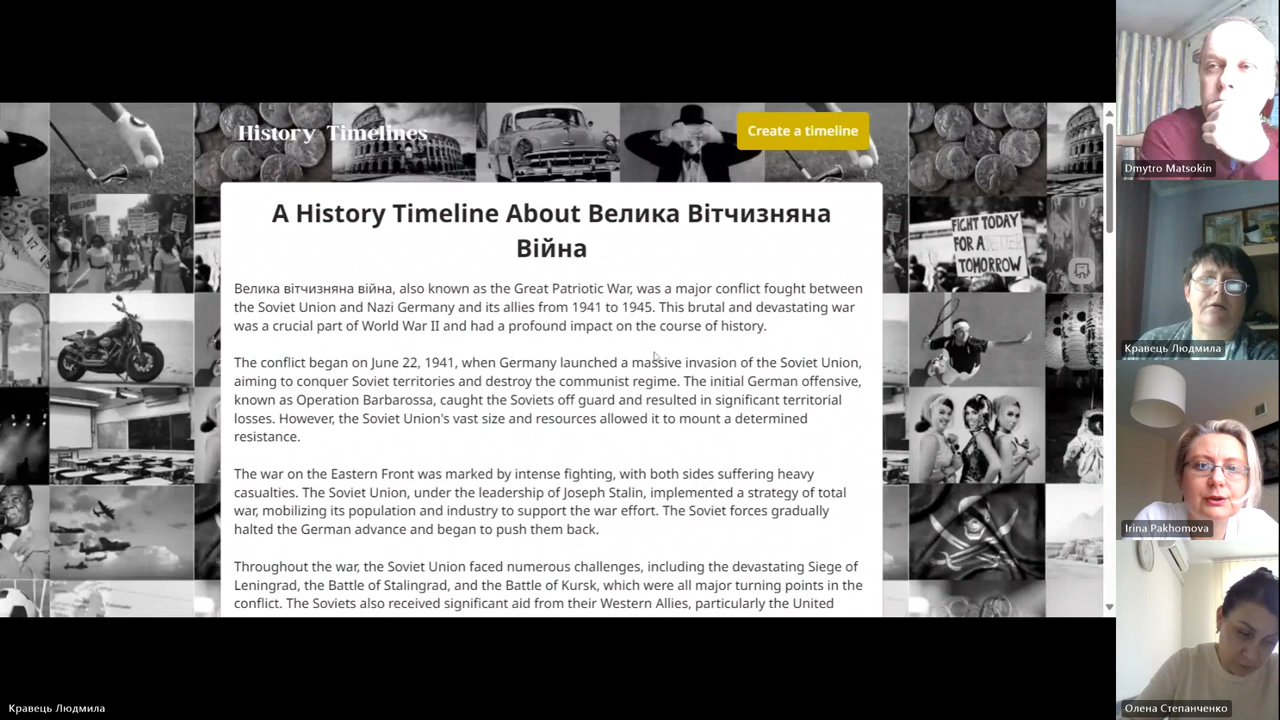 History Timelines
Create a timeline
A History Timeline About Велика Вітчизняна
Війна
Велика вітчизняна війна, also known as the Great Patriotic War, was a major conflict fought between
the Soviet Union and Nazi Germany and its allies from 1941 to 1945. This brutal and devastating war
was a crucial part of World War II and had a profound impact on the course of history.
The conflict began on June 22, 1941, when Germany launched a massive invasion of the Soviet Union,
aiming to conquer Soviet territories and destroy the communist regime. The initial German offensive,
known as Operation Barbarossa, caught the Soviets off guard and resulted in significant territorial
losses. However, the Soviet Union's vast size and resources allowed it to mount a determined
resistance.
The war on the Eastern Front was marked by intense fighting, with both sides suffering heavy
casualties. The Soviet Union, under the leadership of Joseph Stalin, implemented a strategy of total
war, mobilizing its population and industry to support the war effort. The Soviet forces gradually
halted the German advance and began to push them back.
Throughout the war, the Soviet Union faced numerous challenges, including the devastating Siege of
Leningrad, the Battle of Stalingrad, and the Battle of Kursk, which were all major turning points in the
conflict. The Soviets also received significant aid from their Western Allies, particularly the United
FREEDOM
17
FIGHT TODAY
FOR A
TOMORROW
Dmytro Matsokin
Кравець Людмила
Irina Pakhomova
Олена Степанченко
Кравець Людмила